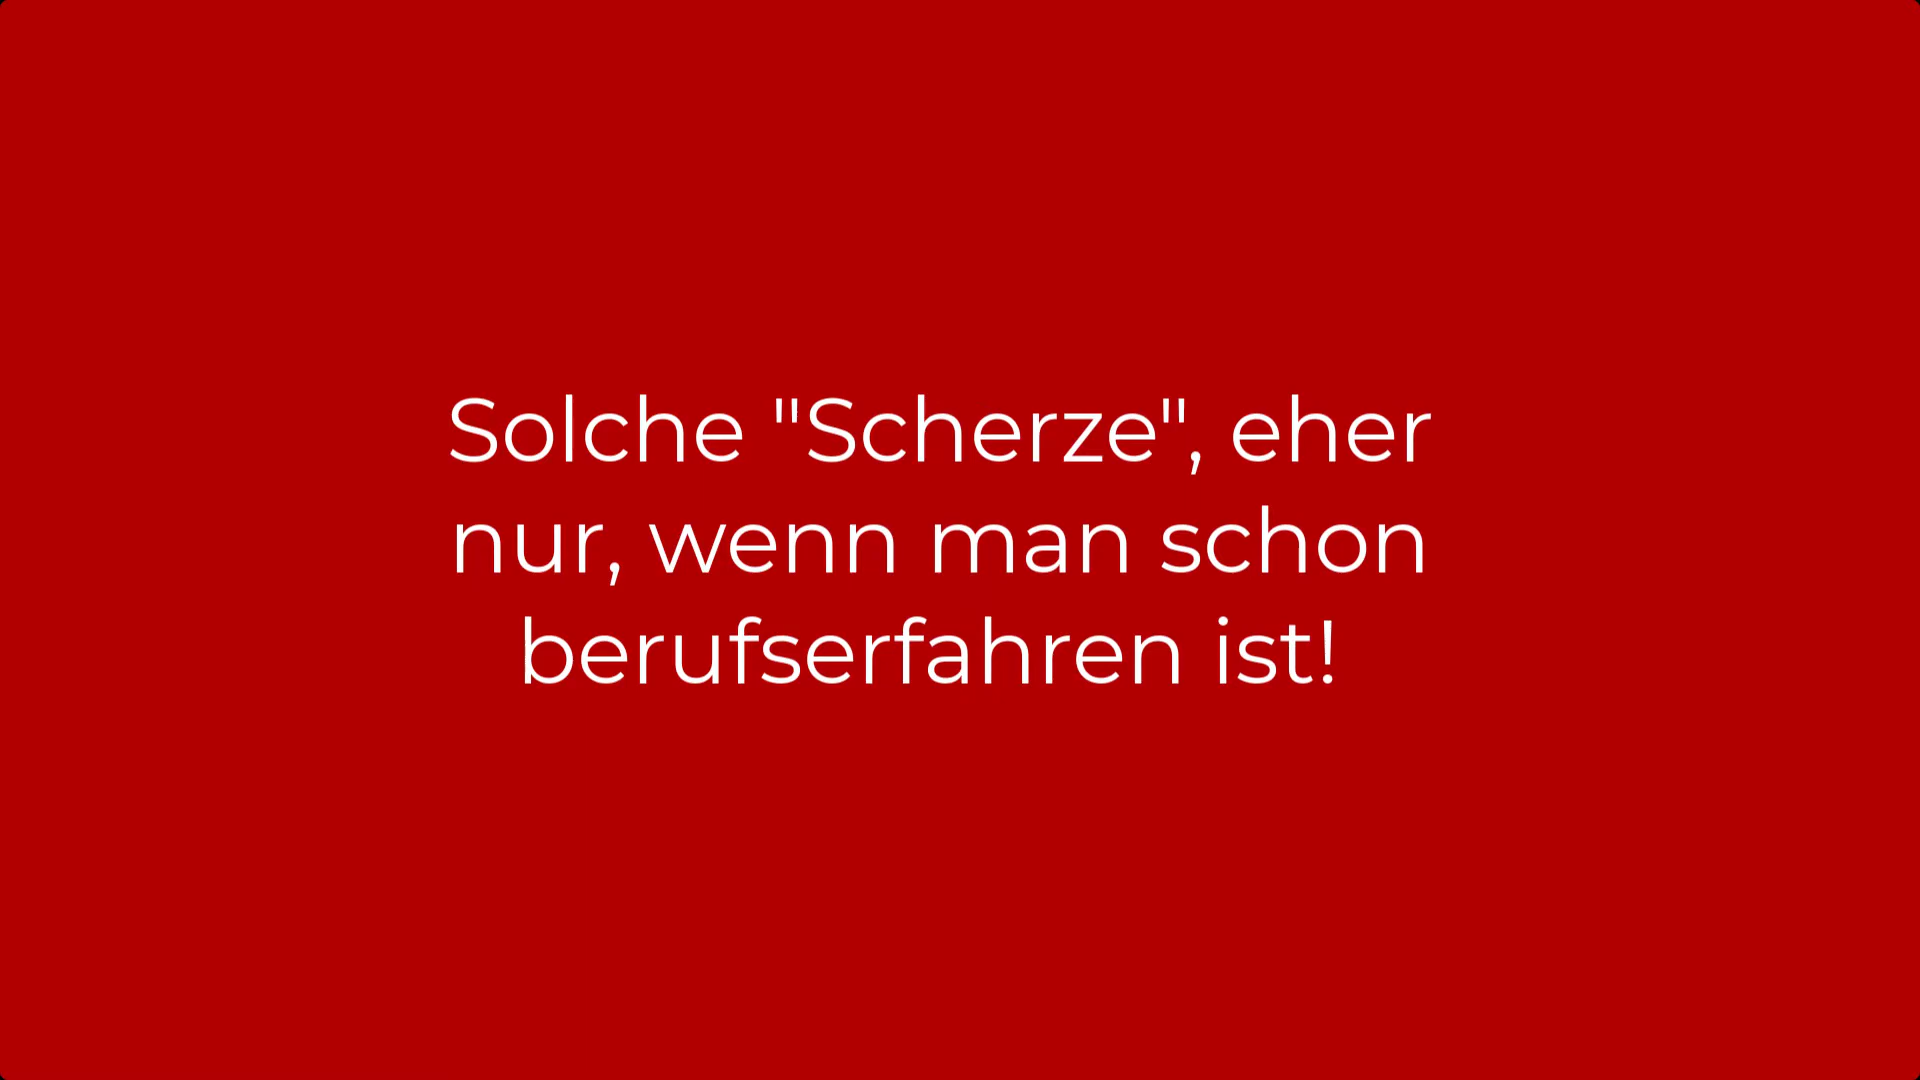 Solche "Scherze", eher
nur, wenn man schon
berufserfahren ist!